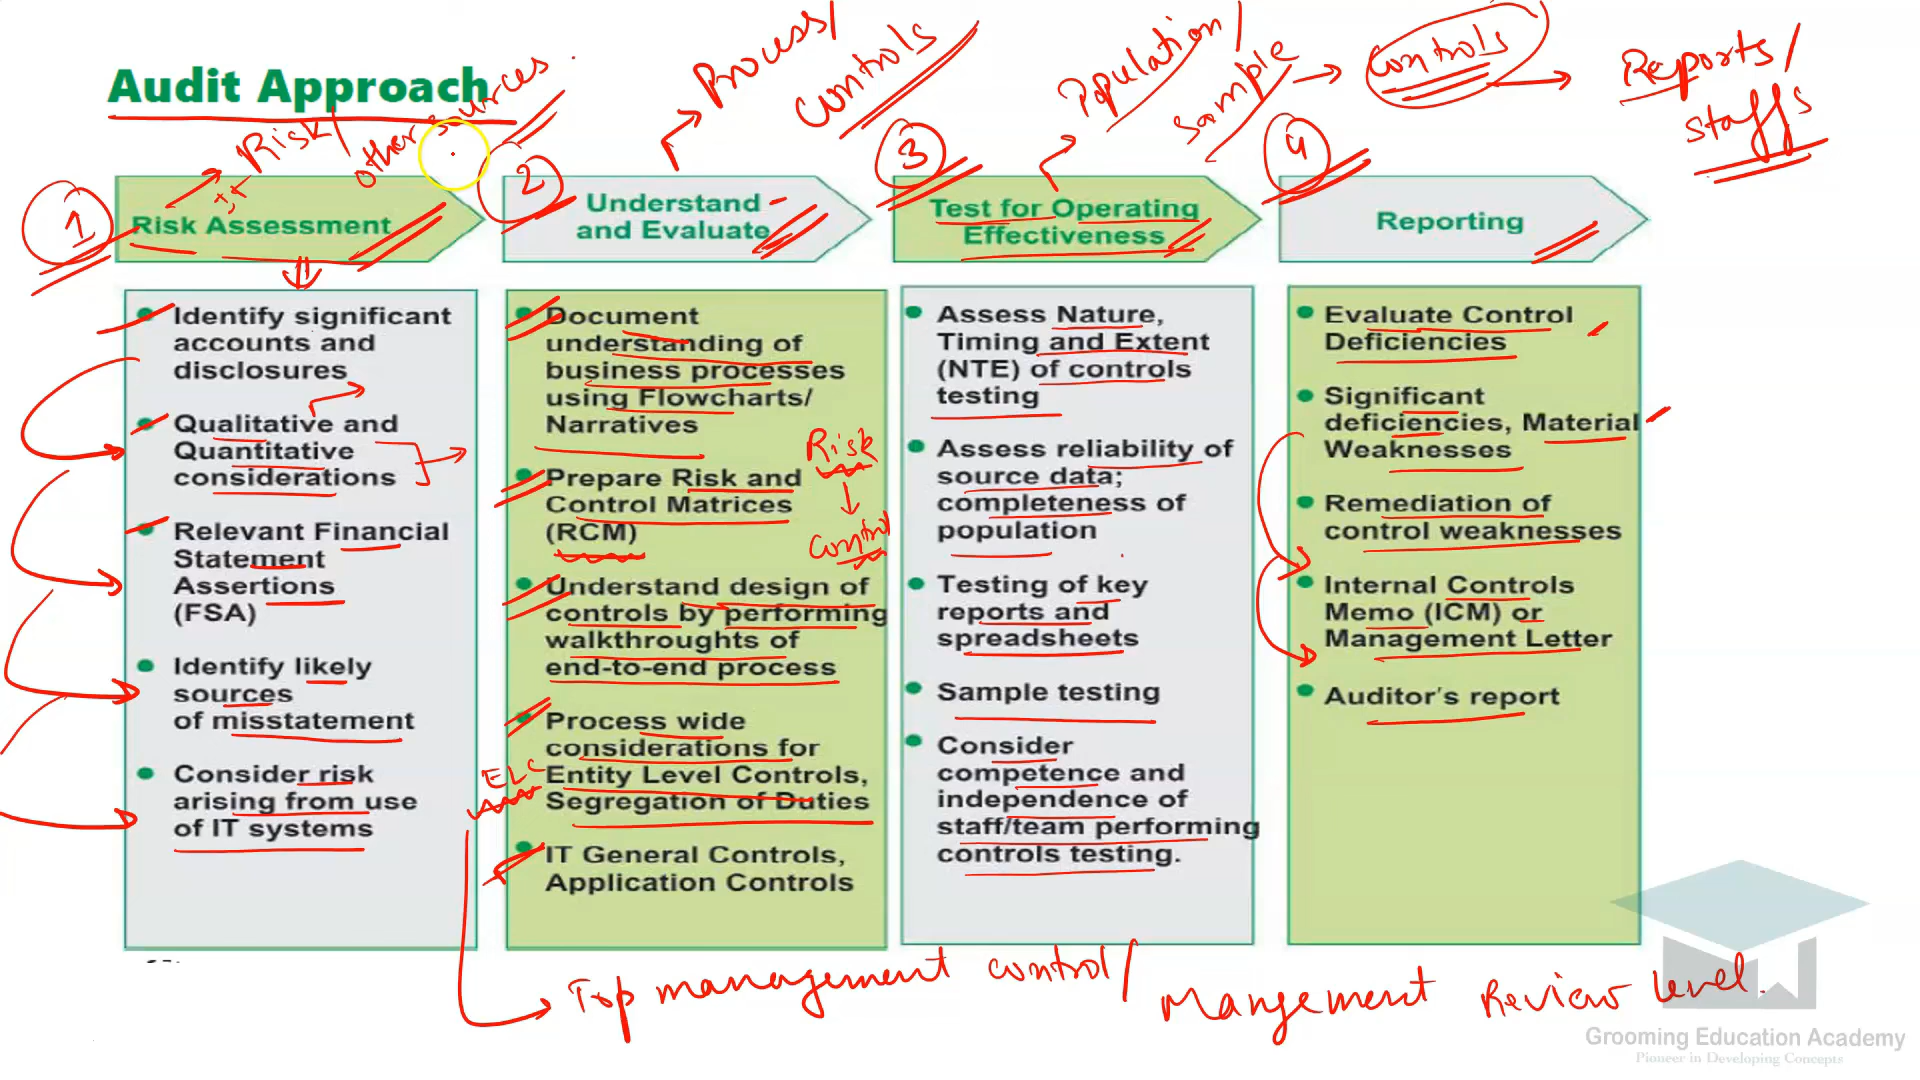 Audit Approach
Risk/
other sources.
Process/
Controls
Population/
Sample
Controls
Reports/
staffs
1
Risk Assessment
2
Understand
and Evaluate
3
Test for Operating
Effectiveness
4
Reporting
Identify significant
accounts and
disclosures
Qualitative and
Quantitative
considerations
Relevant Financial
Statement
Assertions
(FSA)
Identify likely
sources
of misstatement
Consider risk
arising from use
of IT systems
Document
understanding of
business processes
using Flowcharts/
Narratives
Prepare Risk and
Control Matrices
(RCM)
Risk
Control
Understand design of
controls by performing
walkthroughts of
end-to-end process
Process wide
considerations for
Entity Level Controls,
Segregation of Duties
ELC
IT General Controls,
Application Controls
Assess Nature,
Timing and Extent
(NTE) of controls
testing
Assess reliability of
source data;
completeness of
population
Testing of key
reports and
spreadsheets
Sample testing
Consider
competence and
independence of
staff/team performing
controls testing.
Evaluate Control
Deficiencies
Significant
deficiencies, Material
Weaknesses
Remediation of
control weaknesses
Internal Controls
Memo (ICM) or
Management Letter
Auditor's report
Top management control/
Mangement Review level.
Grooming Education Academy
Pioneer in Developing Concepts